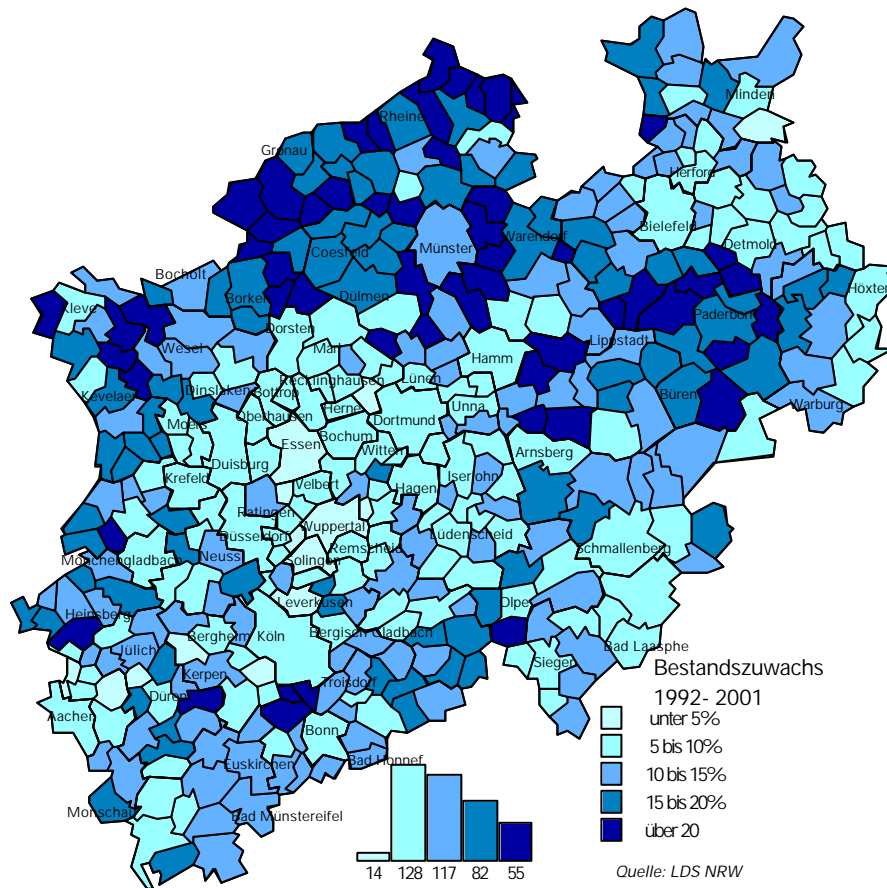 Minden
Rheine
Gronau
Herford
Bielefeld
Warendorf
Münster
Detmold
Coesfeld
Bocholt
Höxter
Borken
Dülmen
Kleve
Paderborn
Dorsten
Lippstadt
Wesel
Marl
Hamm
Recklinghausen
Lünen
Dinslaken
Bottrop
Kevelaer
Büren
Warburg
Herne
Unna
Oberhausen
Dortmund
Moers
Essen
Bochum
Witten
Arnsberg
Duisburg
Krefeld
Iserlohn
Velbert
Hagen
Ratingen
Wuppertal
Düsseldorf
Lüdenscheid
Remscheid
Schmallenberg
Neuss
Mönchengladbach
Solingen
Leverkusen
Olpe
Heinsberg
Bergheim
Köln
Bergisch Gladbach
Jülich
Bad Laasphe
Siegen
Kerpen
Troisdorf
Düren
Aachen
Bonn
Bad Honnef
Euskirchen
Monschau
Bad Münstereifel
Bestandszuwachs
1992- 2001
unter 5%
5 bis 10%
10 bis 15%
15 bis 20%
über 20
14 128 117 82 55
Quelle: LDS NRW